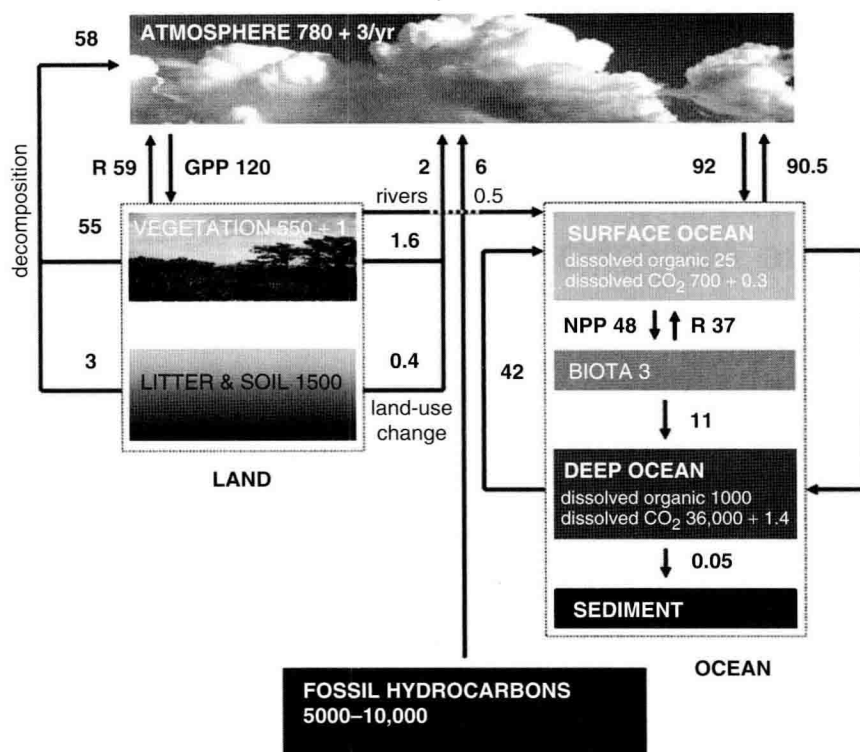 58
ATMOSPHERE 780 + 3/yr
R 59
GPP 120
2
6
92
90.5
decomposition
rivers
0.5
55
VEGETATION 550 + 1
1.6
SURFACE OCEAN
dissolved organic 25
dissolved CO₂ 700 + 0.3
NPP 48
R 37
3
LITTER & SOIL 1500
0.4
42
BIOTA 3
land-use
change
11
LAND
DEEP OCEAN
dissolved organic 1000
dissolved CO₂ 36,000 + 1.4
0.05
SEDIMENT
OCEAN
FOSSIL HYDROCARBONS
5000–10,000